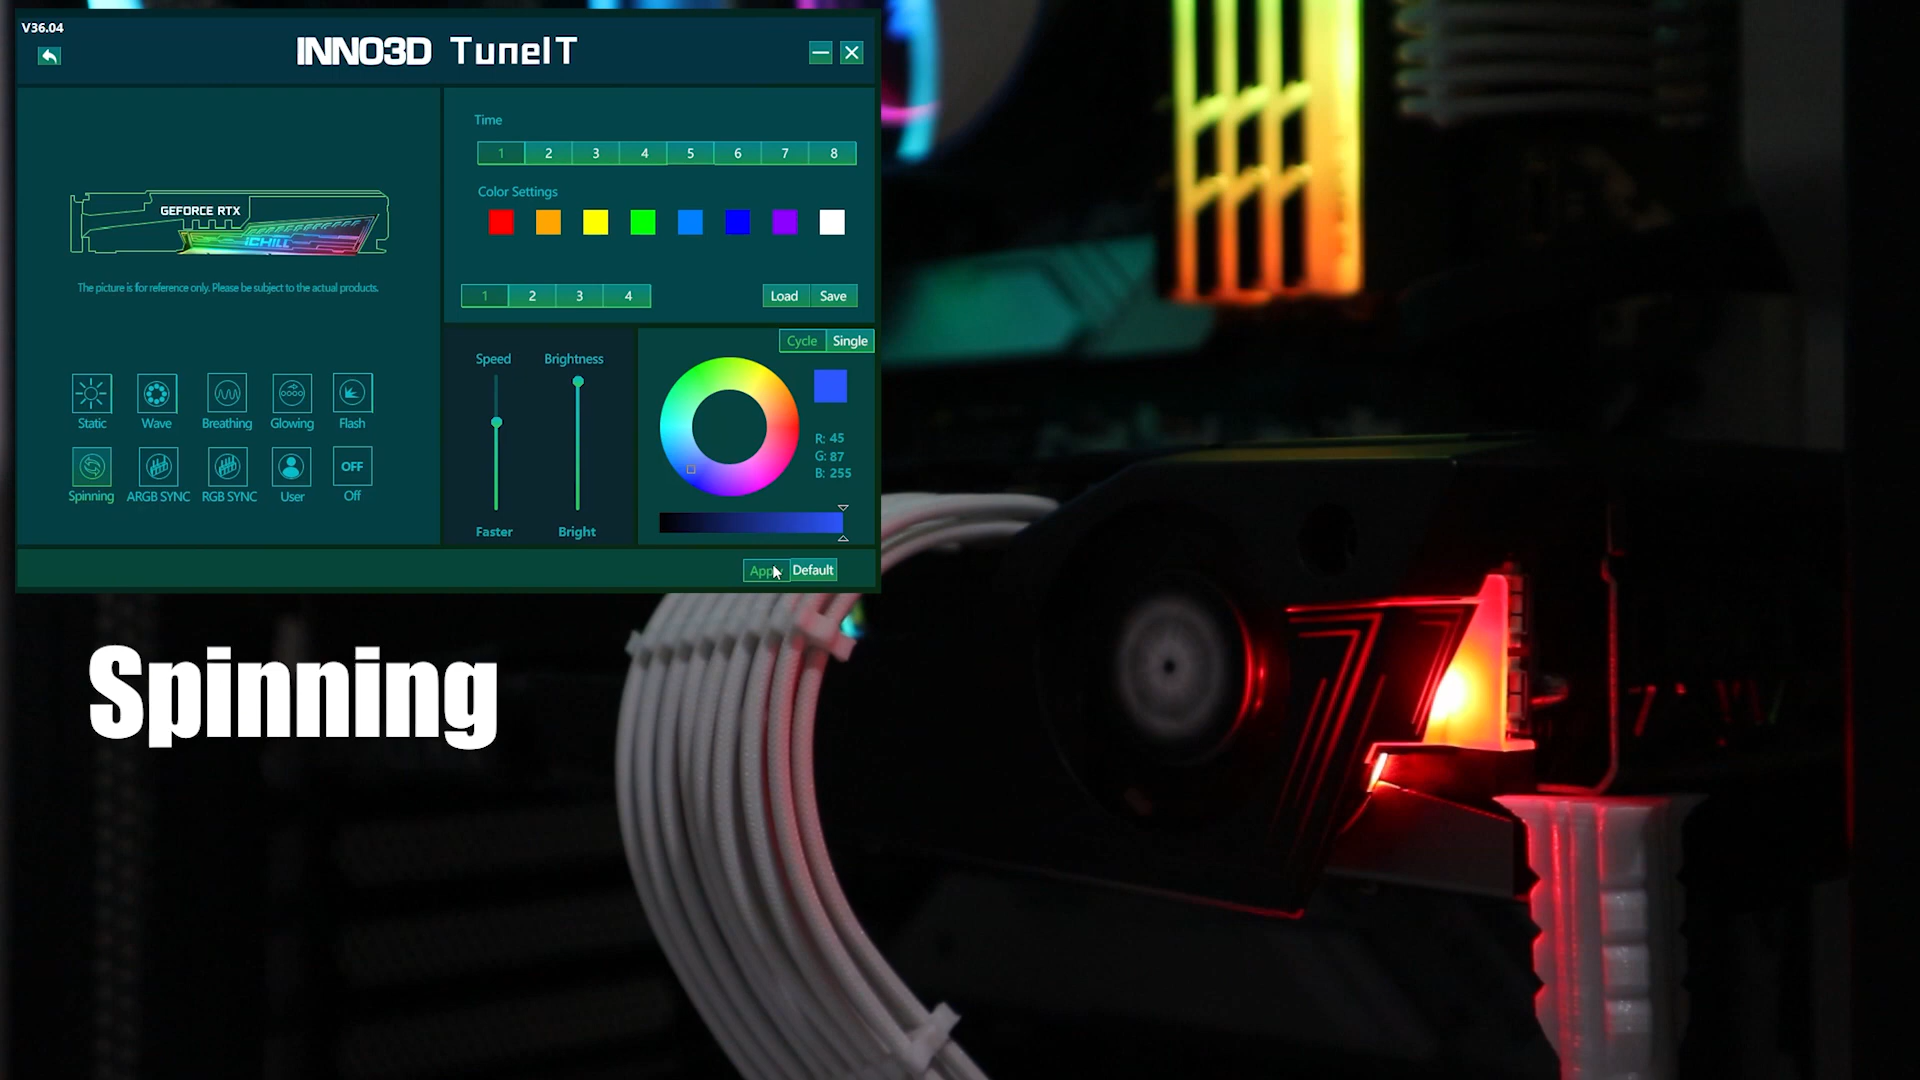 V36.04
INNO3D TuneIT
GEFORCE RTX
iCHILL
The picture is for reference only. Please be subject to the actual products.
Static
Wave
Breathing
Glowing
Flash
Spinning
ARGB SYNC
RGB SYNC
User
OFF
Off
Time
1 2 3 4 5 6 7 8
Color Settings
1 2 3 4
Load Save
Speed
Brightness
Faster
Bright
Cycle Single
R: 45
G: 87
B: 255
Default
Spinning